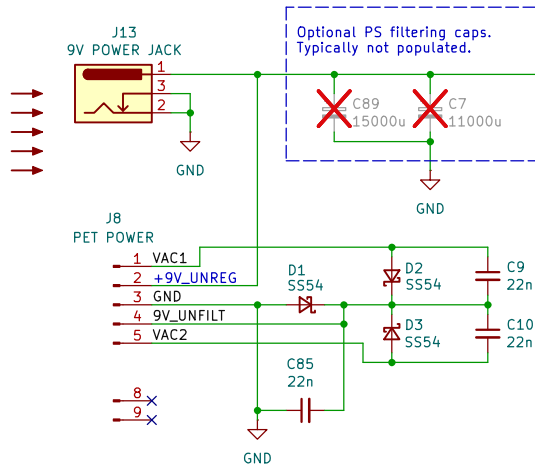 J13
9V POWER JACK
1
3
2
GND
Optional PS filtering caps.
Typically not populated.
C89
15000u
C7
11000u
GND
J8
PET POWER
1 VAC1
2 +9V_UNREG
3 GND
4 9V_UNFILT
5 VAC2
8
9
D1
SS54
D2
SS54
D3
SS54
C9
22n
C10
22n
C85
22n
GND